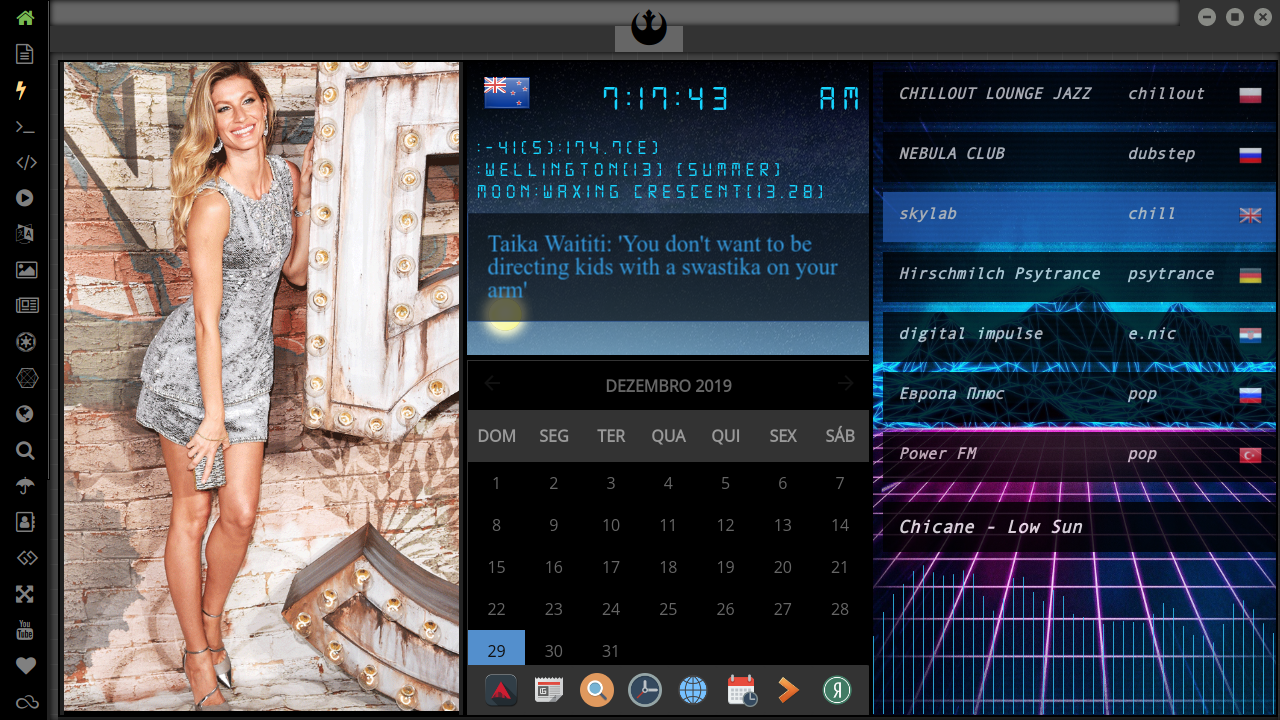 7:17:43 AM
:-41(S):174.7(E)
:WELLINGTON(13) (SUMMER)
MOON:WAXING CRESCENT(13.28)
Taika Waititi: 'You don't want to be
directing kids with a swastika on your
arm'
DEZEMBRO 2019
DOM SEG TER QUA QUI SEX SÁB
1 2 3 4 5 6 7
8 9 10 11 12 13 14
15 16 17 18 19 20 21
22 23 24 25 26 27 28
29 30 31
CHILLOUT LOUNGE JAZZ chillout
NEBULA CLUB dubstep
skylab chill
Hirschmilch Psytrance psytrance
digital impulse e.nic
Европа Плюс pop
Power FM pop
Chicane - Low Sun
You
Tube
Я